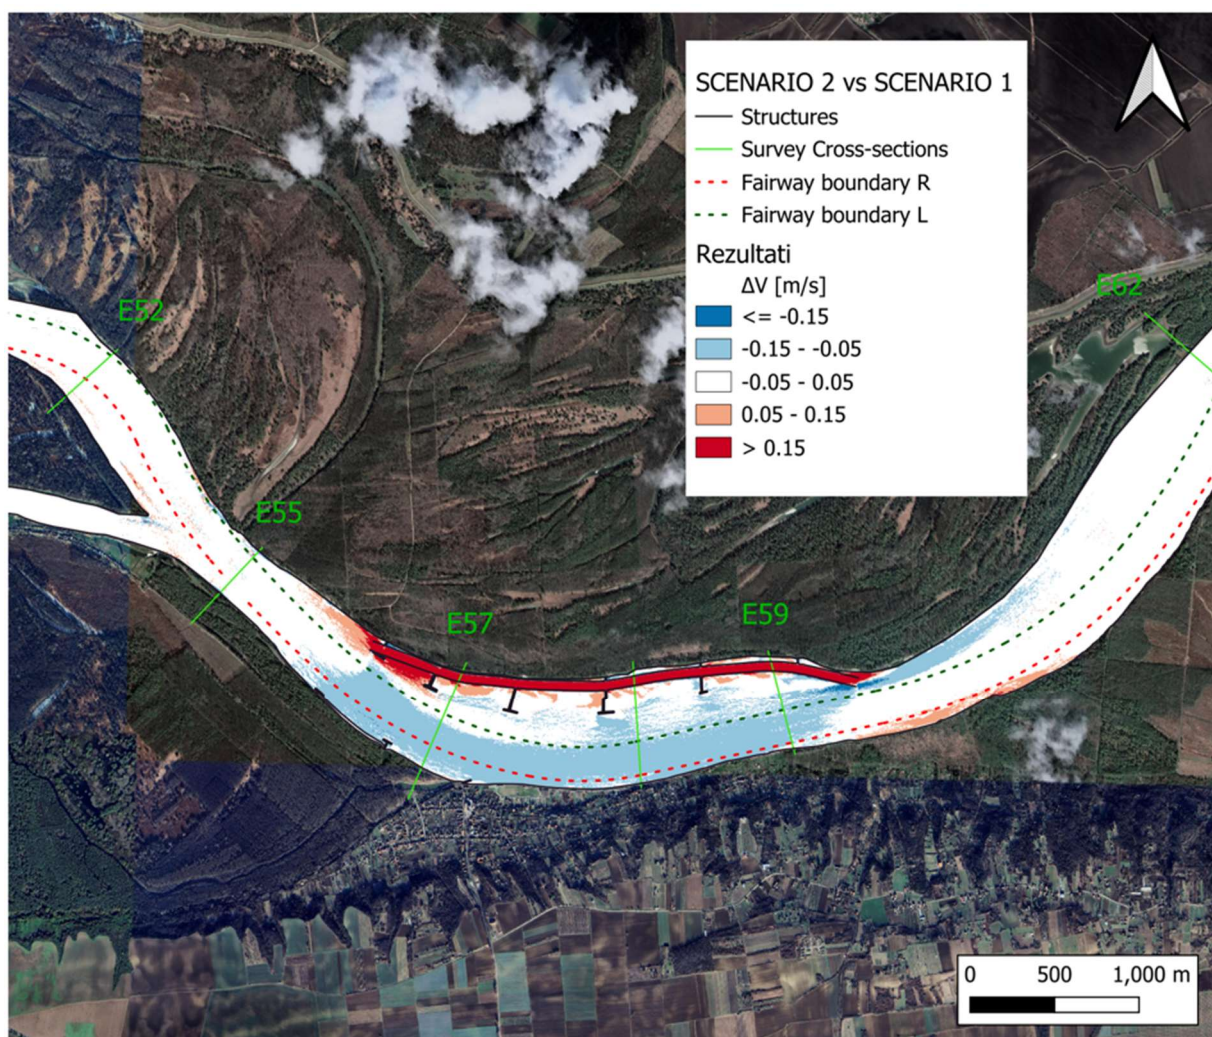 SCENARIO 2 vs SCENARIO 1
Structures
Survey Cross-sections
Fairway boundary R
Fairway boundary L
Rezultati
ΔV [m/s]
<= -0.15
-0.15 - -0.05
-0.05 - 0.05
0.05 - 0.15
> 0.15
E62
E52
E55
E57
E59
0 500 1,000 m